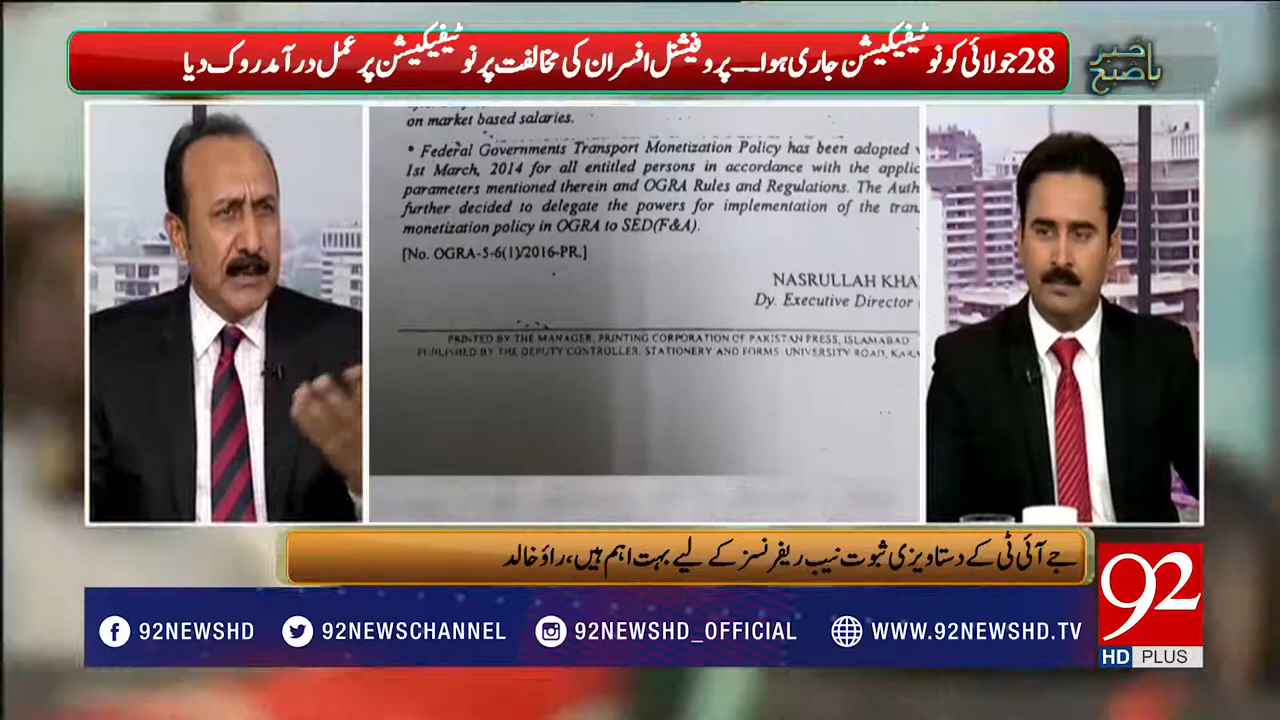 28 جولائی کو نوٹیفیکیشن جاری ہوا۔۔۔ پروفیشنل افسران کی مخالفت پر نوٹیفیکیشن پر عمل درآمد روک دیا
خبر
باصبح
on market based salaries.
* Federal Governments Transport Monetization Policy has been adopted
1st March, 2014 for all entitled persons in accordance with the applic
parameters mentioned therein and OGRA Rules and Regulations. The Auth
further decided to delegate the powers for implementation of the tran
monetization policy in OGRA to SED(F&A).
[No. OGRA-5-6(1)/2016-PR.]
NASRULLAH KHA
Dy. Executive Director
PRINTED BY THE MANAGER, PRINTING CORPORATION OF PAKISTAN PRESS, ISLAMABAD
PUBLISHED BY THE DEPUTY CONTROLLER, STATIONERY AND FORMS, UNIVERSITY ROAD, KAR
جے آئی ٹی کے دستاویزی ثبوت نیب ریفرنسز کے لیے بہت اہم ہیں، راؤ خالد
92
HD PLUS
92NEWSHD 92NEWSCHANNEL 92NEWSHD_OFFICIAL WWW.92NEWSHD.TV